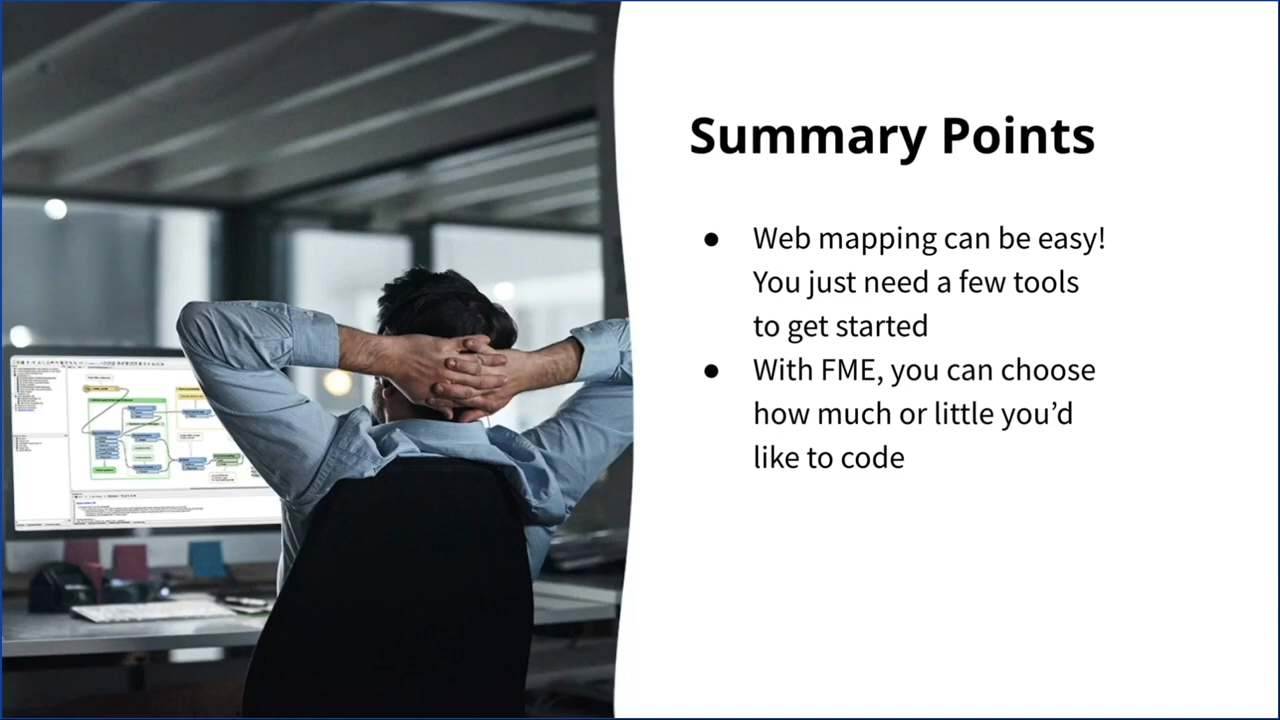 Summary Points
● Web mapping can be easy!
You just need a few tools
to get started
● With FME, you can choose
how much or little you’d
like to code